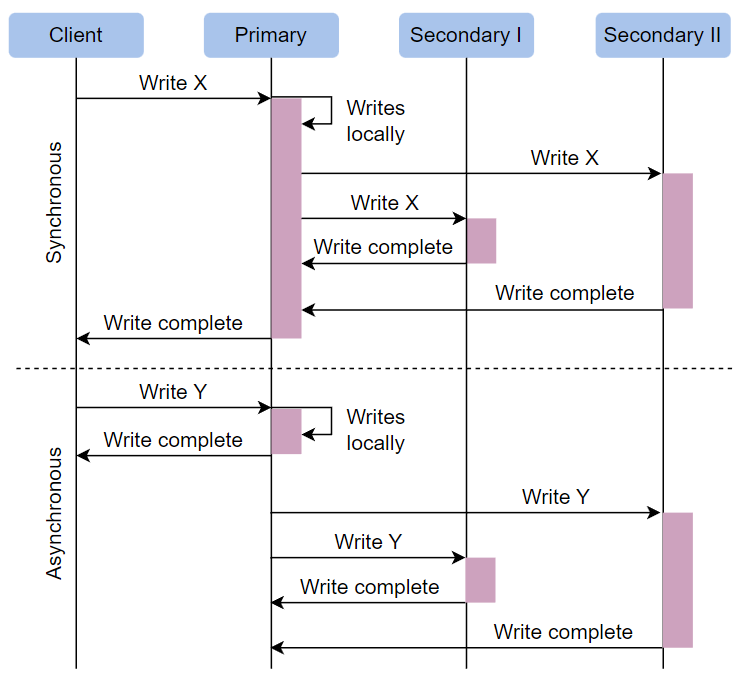 Client
Primary
Secondary I
Secondary II
Write X
Writes
locally
Write X
Write X
Write complete
Write complete
Write complete
Synchronous
Write Y
Writes
locally
Write complete
Write Y
Write Y
Write complete
Write complete
Asynchronous